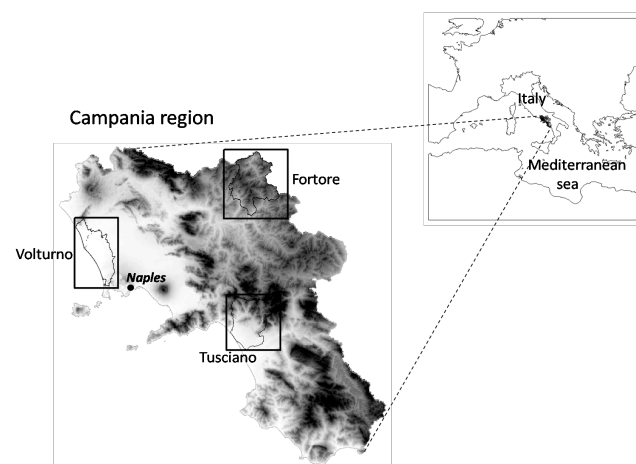 Italy
Campania region
Mediterranean
sea
Fortore
Volturno
Naples
Tusciano